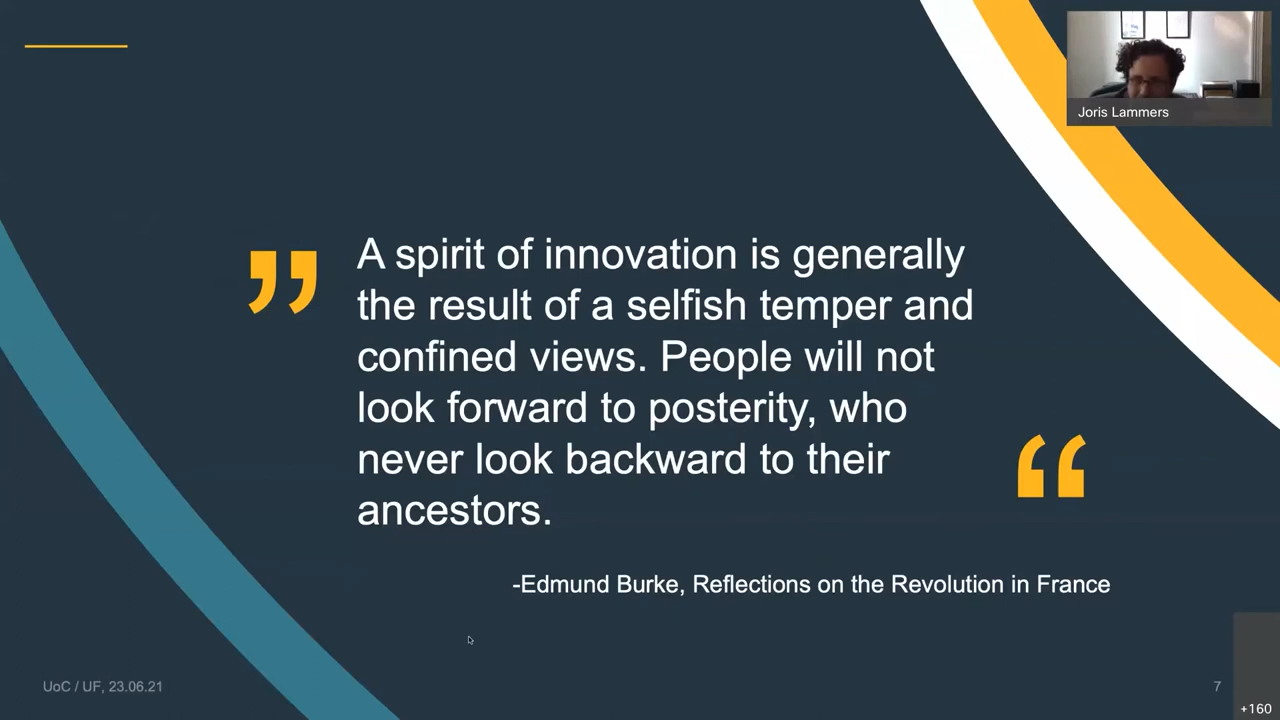 Joris Lammers
” A spirit of innovation is generally
the result of a selfish temper and
confined views. People will not
look forward to posterity, who
never look backward to their
ancestors. “
-Edmund Burke, Reflections on the Revolution in France
UoC / UF, 23.06.21
7
+160